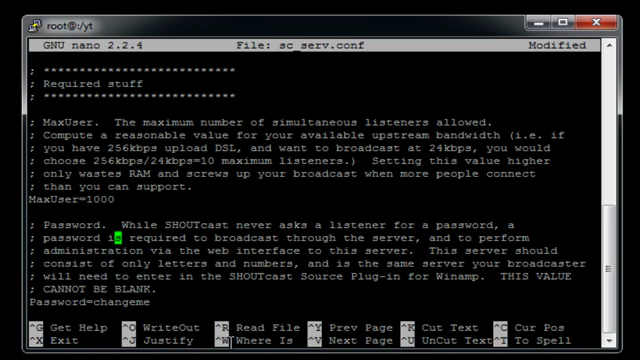 root@:/yt
GNU nano 2.2.4 File: sc_serv.conf Modified
; ***************************
; Required stuff
; ***************************
; MaxUser. The maximum number of simultaneous listeners allowed.
; Compute a reasonable value for your available upstream bandwidth (i.e. if
; you have 256kbps upload DSL, and want to broadcast at 24kbps, you would
; choose 256kbps/24kbps=10 maximum listeners.) Setting this value higher
; only wastes RAM and screws up your broadcast when more people connect
; than you can support.
MaxUser=1000
; Password. While SHOUTcast never asks a listener for a password, a
; password is required to broadcast through the server, and to perform
; administration via the web interface to this server. This server should
; consist of only letters and numbers, and is the same server your broadcaster
; will need to enter in the SHOUTcast Source Plug-in for Winamp. THIS VALUE
; CANNOT BE BLANK.
Password=changeme
^G Get Help ^O WriteOut ^R Read File ^Y Prev Page ^K Cut Text ^C Cur Pos
^X Exit ^J Justify ^W Where Is ^V Next Page ^U UnCut Text ^T To Spell